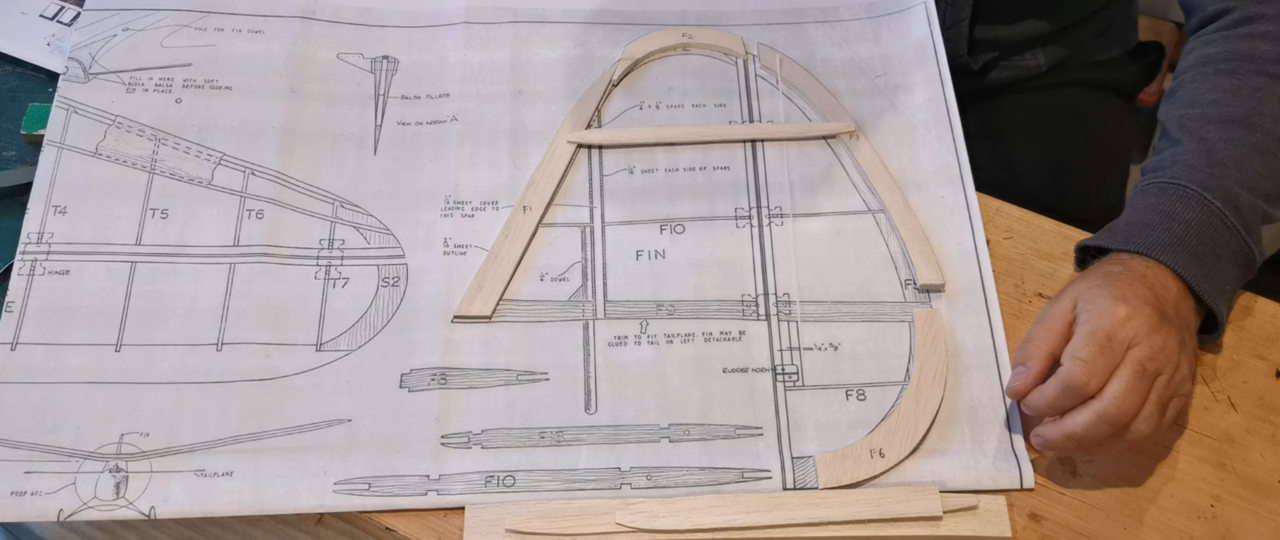 HOLE FOR FIN DOWEL
FILL IN HERE WITH SOFT
BLOCK BALSA BEFORE GLUEING
FIN IN PLACE.
BALSA FILLETS
VIEW ON ARROW 'A'
F2
SPARS EACH SIDE
F3
SHEET EACH SIDE OF SPARS
T4
T5
T6
SHEET COVER
LEADING EDGE TO
THIS SPAR
F1
F10
FIN
SHEET
OUTLINE
DOWEL
HINGE
T7
S2
E
TRIM TO FIT TAILPLANE. FIN MAY BE
GLUED TO TAIL OR LEFT DETACHABLE
RUDDER HORN
F8
FIN
TAILPLANE
PROP ARC
F6
F10